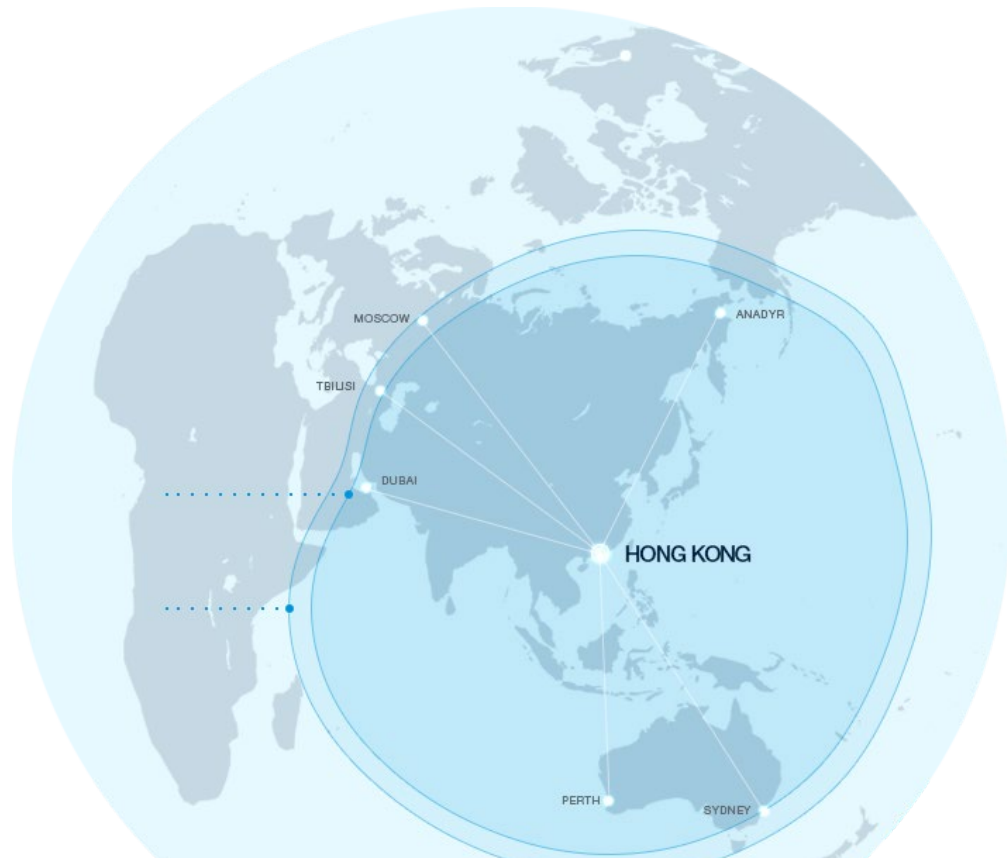 MOSCOW
ANADYR
TBILISI
DUBAI
HONG KONG
PERTH
SYDNEY